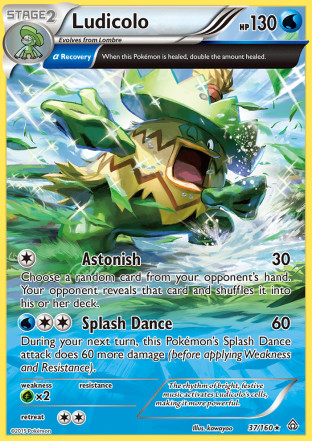 STAGE2 Ludicolo HP130
Evolves from Lombre
α Recovery When this Pokémon is healed, double the amount healed.
Astonish 30
Choose a random card from your opponent's hand.
Your opponent reveals that card and shuffles it into
his or her deck.
Splash Dance 60
During your next turn, this Pokémon's Splash Dance
attack does 60 more damage (before applying Weakness
and Resistance).
weakness resistance
×2
retreat
The rhythm of bright, festive
music activates Ludicolo's cells,
making it more powerful.
©2015 Pokémon Illus. kawayoo 37/160★